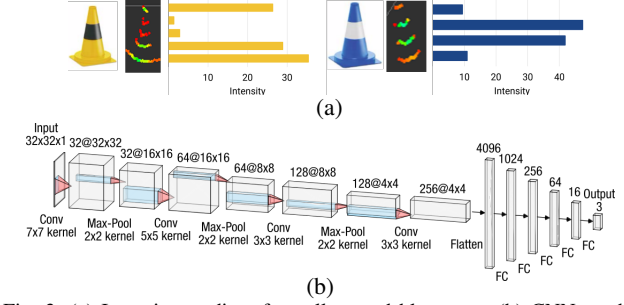 10 20 30 10 20 30 40
Intensity Intensity
(a)
Input
32x32x1 32@32x32 32@16x16 64@16x16 64@8x8 128@8x8 128@4x4 256@4x4 4096 1024 256 64 16 Output
3
Conv
7x7 kernel
Max-Pool
2x2 kernel
Conv
5x5 kernel
Max-Pool
2x2 kernel
Conv
3x3 kernel
Max-Pool
2x2 kernel
Conv
3x3 kernel
Flatten
FC FC FC FC FC
(b)